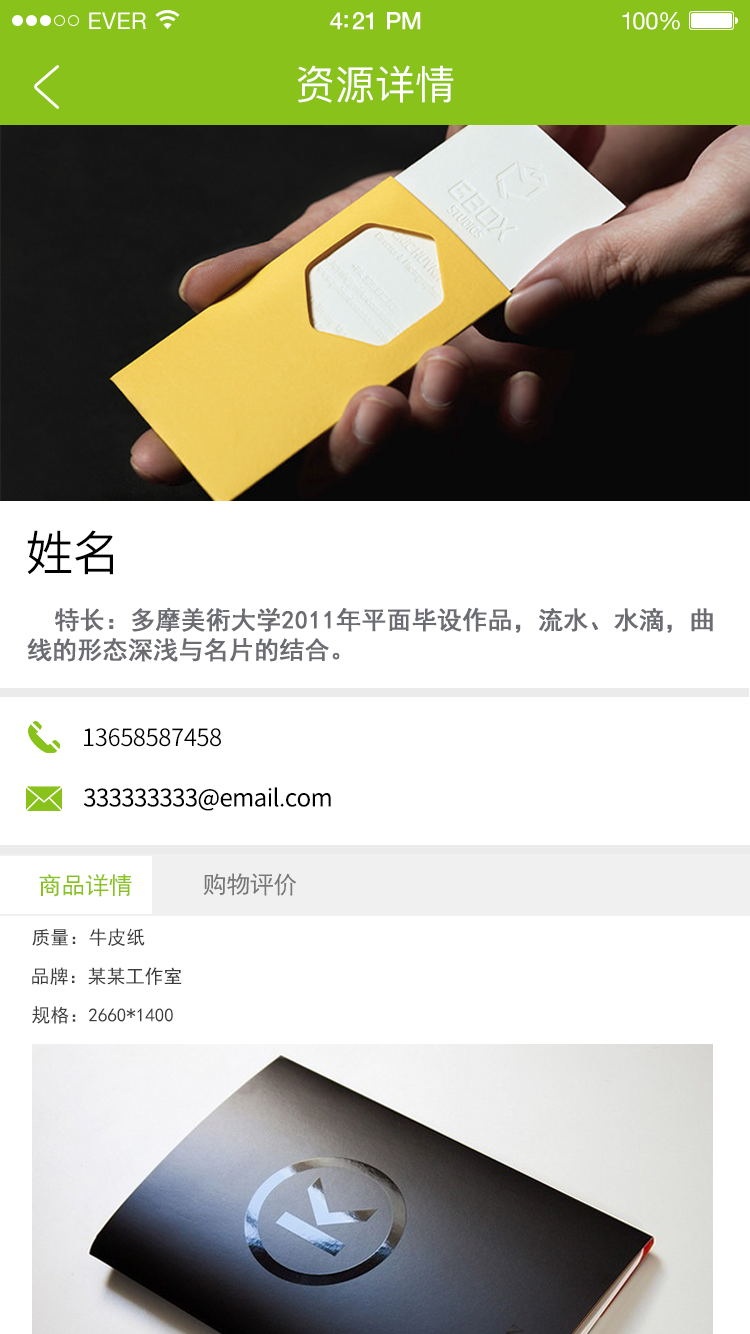 EVER 4:21 PM 100%
资源详情
GBOX
STUDIOS
姓名
特长：多摩美術大学2011年平面毕设作品，流水、水滴，曲
线的形态深浅与名片的结合。
13658587458
333333333@email.com
商品详情 购物评价
质量：牛皮纸
品牌：某某工作室
规格：2660*1400
K